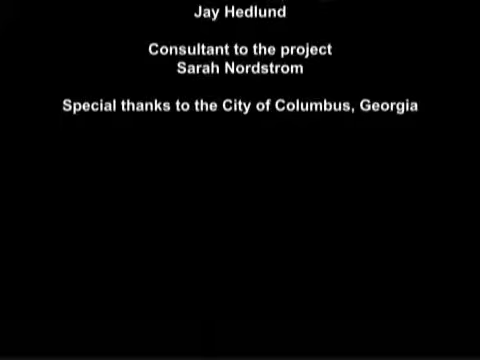 Jay Hedlund
Consultant to the project
Sarah Nordstrom
Special thanks to the City of Columbus, Georgia